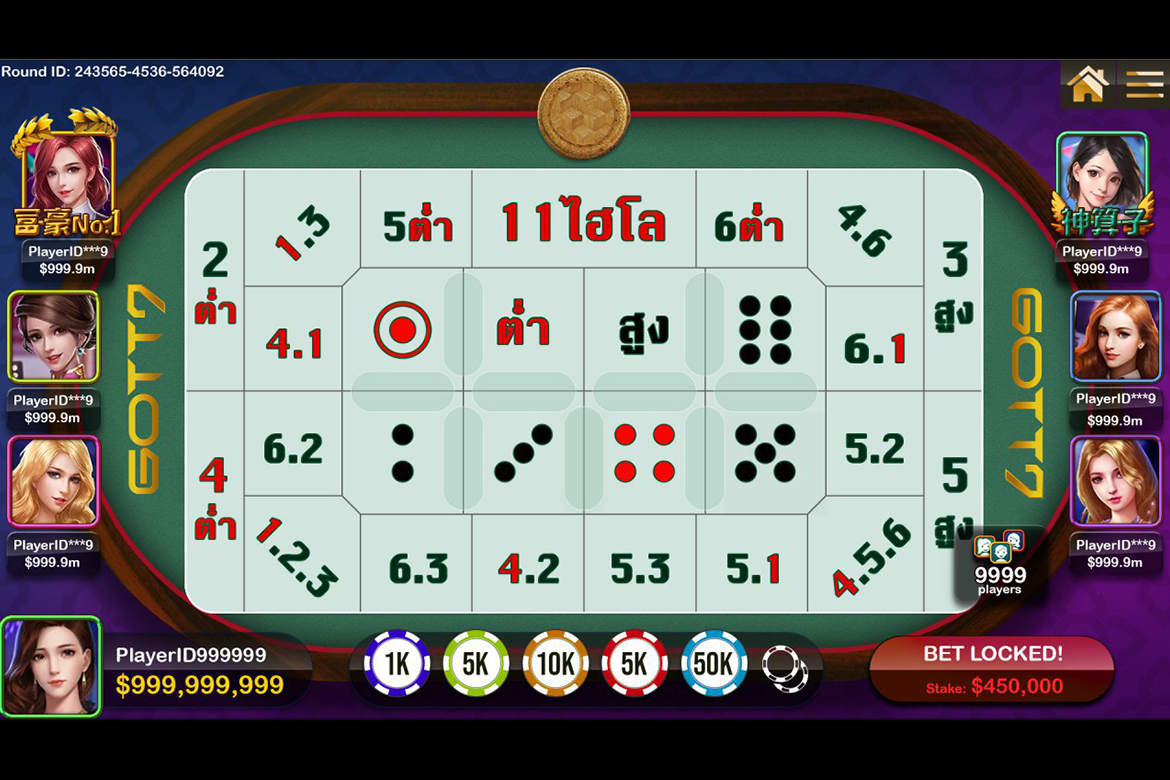 Round ID: 243565-4536-564092
富豪No.1
PlayerID***9
$999.9m
PlayerID***9
$999.9m
PlayerID***9
$999.9m
神算子
PlayerID***9
$999.9m
PlayerID***9
$999.9m
PlayerID***9
$999.9m
GOTT7
GOTT7
2
ต่ำ
1.3
5ต่ำ
11ไฮโล
6ต่ำ
4.6
3
สูง
4.1
ต่ำ
สูง
6.1
4
ต่ำ
6.2
5.2
5
สูง
1.2.3
6.3
4.2
5.3
5.1
4.5.6
9999
players
PlayerID999999
$999,999,999
1K
5K
10K
5K
50K
BET LOCKED!
Stake: $450,000